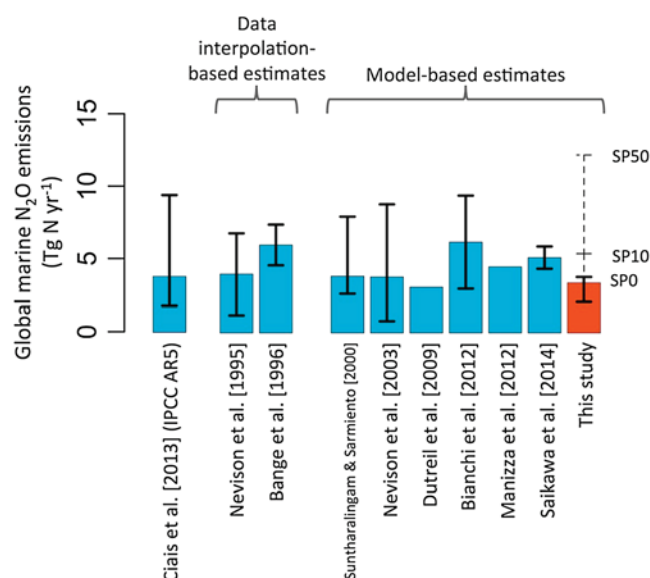 Data
interpolation-
based estimates
Model-based estimates
Global marine N₂O emissions
(Tg N yr⁻¹)
15
10
5
0
SP50
SP10
SP0
Ciais et al. [2013] (IPCC AR5)
Nevison et al. [1995]
Bange et al. [1996]
Suntharalingam & Sarmiento [2000]
Nevison et al. [2003]
Dutreil et al. [2009]
Bianchi et al. [2012]
Manizza et al. [2012]
Saikawa et al. [2014]
This study